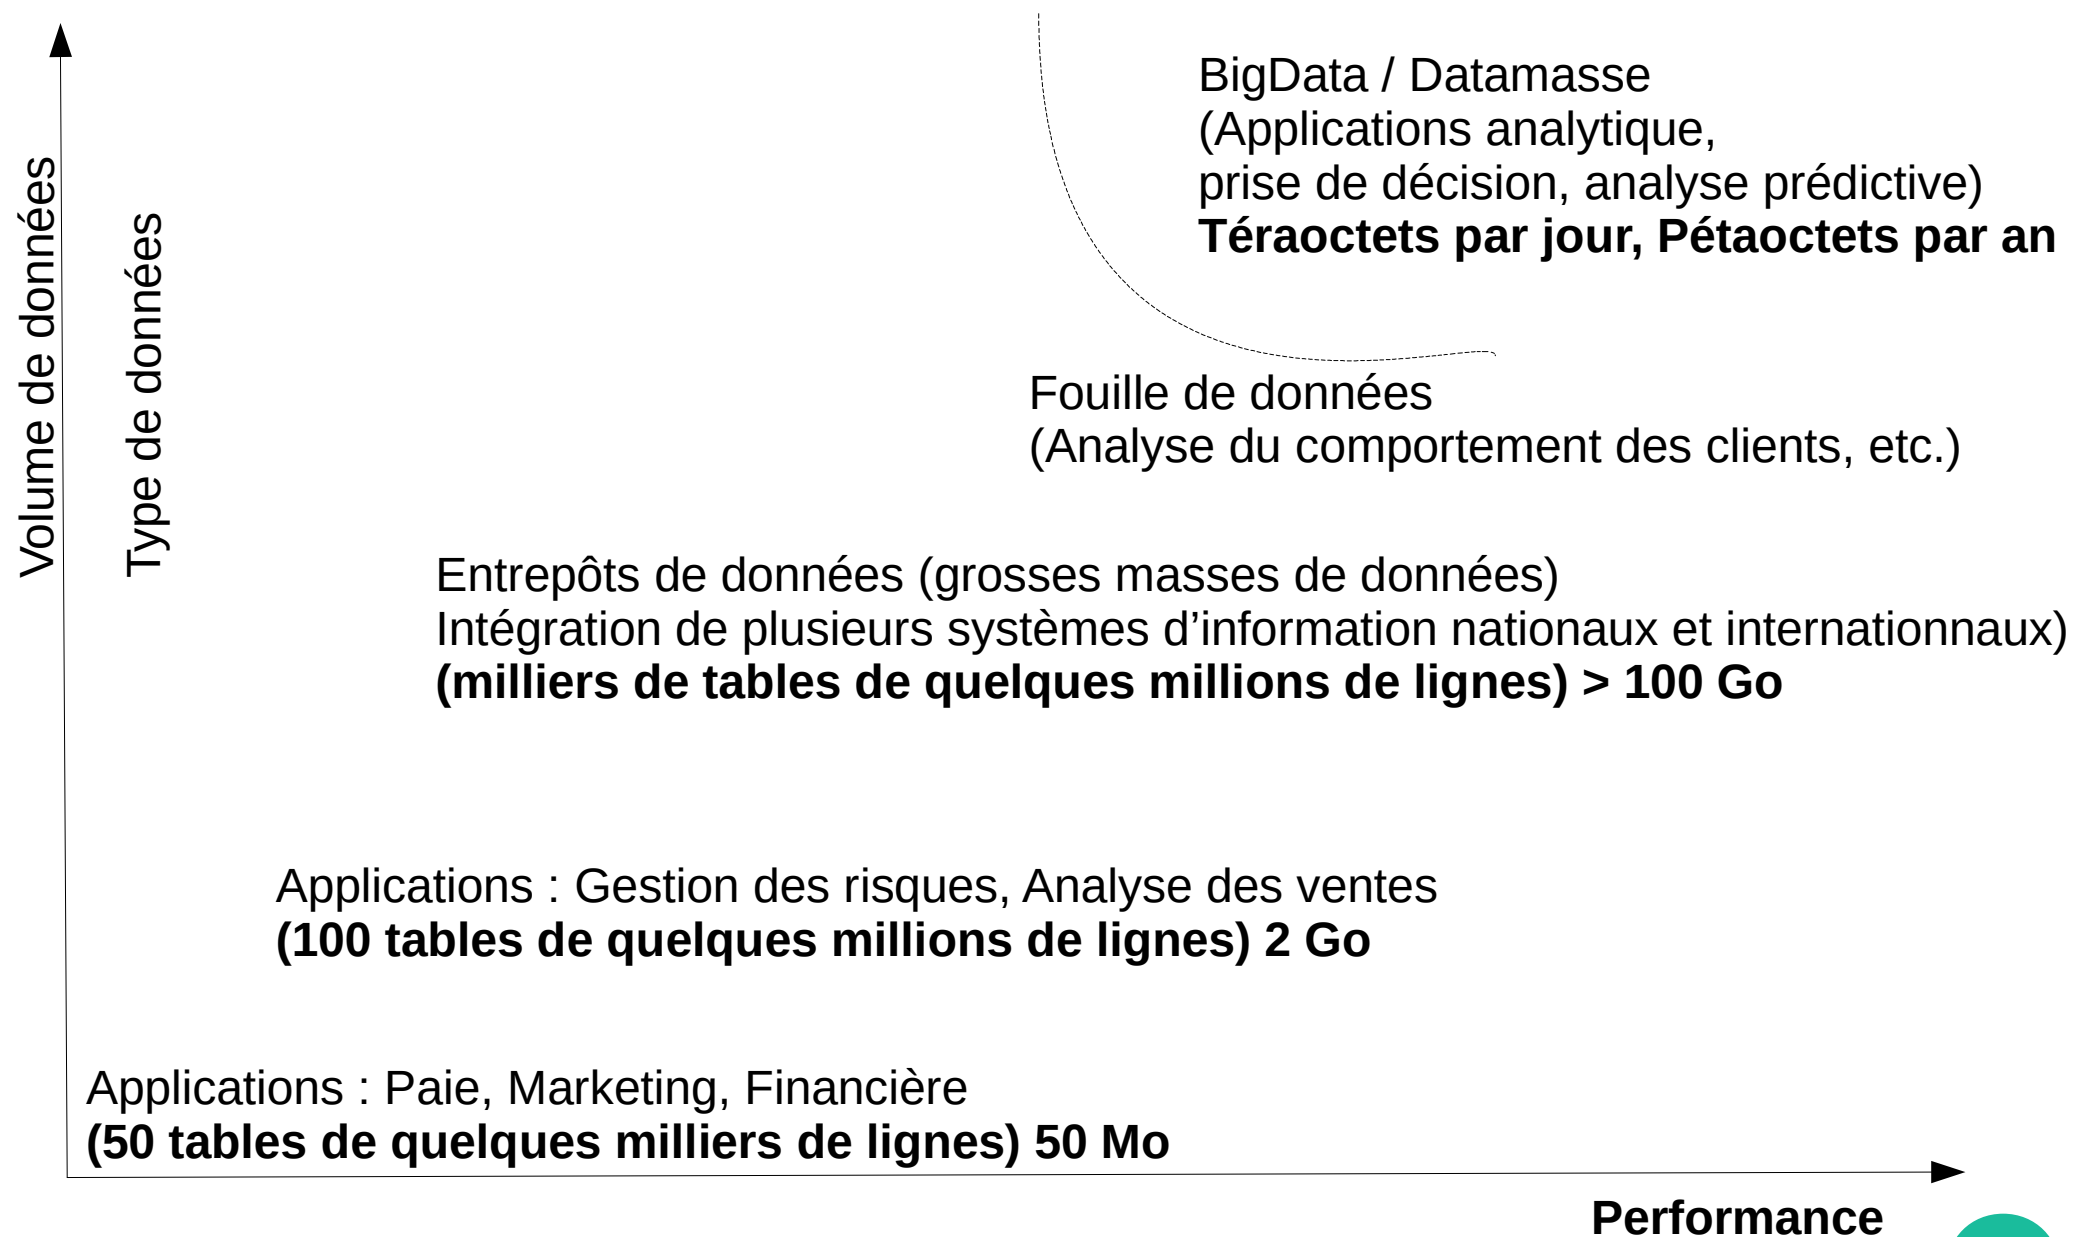 Volume de données
Type de données
BigData / Datamasse
(Applications analytique,
prise de décision, analyse prédictive)
Téraoctets par jour, Pétaoctets par an
Fouille de données
(Analyse du comportement des clients, etc.)
Entrepôts de données (grosses masses de données)
Intégration de plusieurs systèmes d’information nationaux et internationnaux)
(milliers de tables de quelques millions de lignes) > 100 Go
Applications : Gestion des risques, Analyse des ventes
(100 tables de quelques millions de lignes) 2 Go
Applications : Paie, Marketing, Financière
(50 tables de quelques milliers de lignes) 50 Mo
Performance